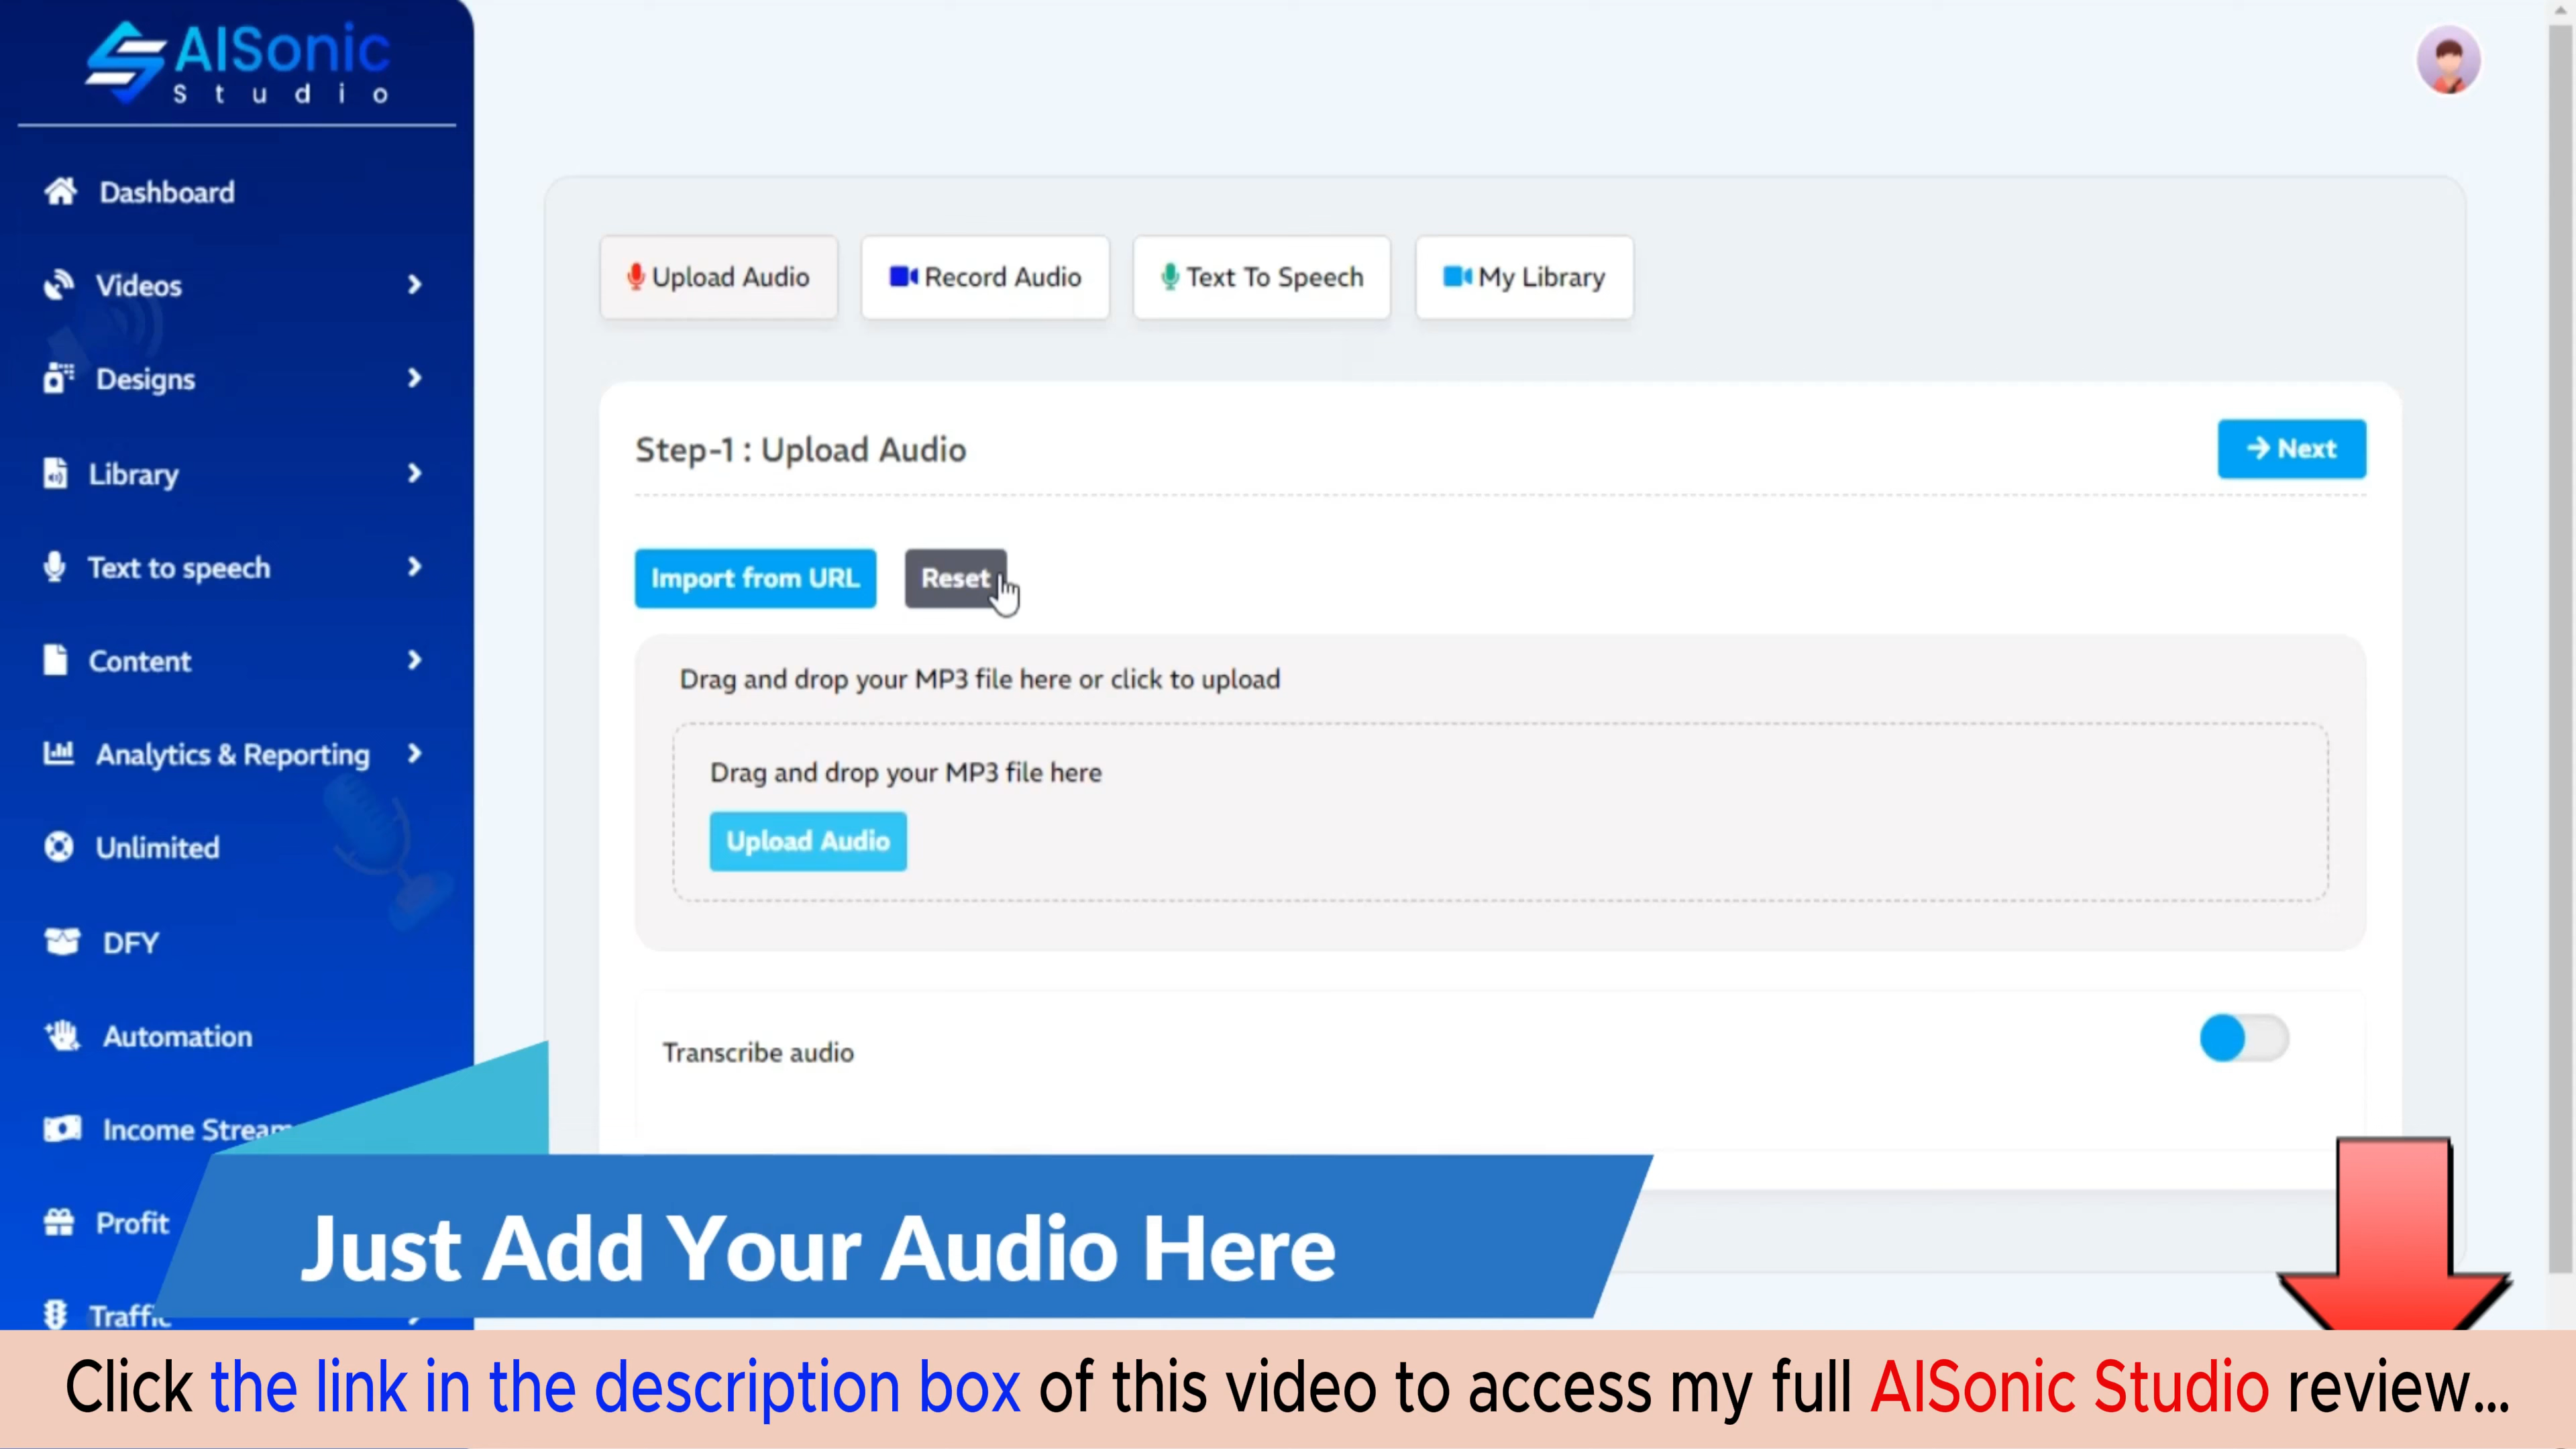 AISonic
Studio
Dashboard
Videos
Designs
Library
Text to speech
Content
Analytics & Reporting
Unlimited
DFY
Automation
Income Stream
Profit
Traffic
Upload Audio
Record Audio
Text To Speech
My Library
Step-1 : Upload Audio
Next
Import from URL
Reset
Drag and drop your MP3 file here or click to upload
Drag and drop your MP3 file here
Upload Audio
Transcribe audio
Just Add Your Audio Here
Click the link in the description box of this video to access my full AISonic Studio review...